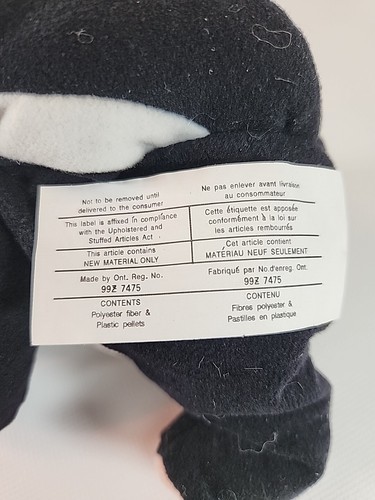 Not to be removed until
delivered to the consumer
This label is affixed in compliance
with the Upholstered and
Stuffed Articles Act
This article contains
NEW MATERIAL ONLY
Made by Ont. Reg. No.
99Z 7475
CONTENTS
Polyester fiber &
Plastic pellets
Ne pas enlever avant livraison
au consommateur
Cette étiquette est apposée
conformément à la loi sur
les articles rembourrés
Cet article contient
MATÉRIAU NEUF SEULEMENT
Fabriqué par No.d'enreg. Ont.
99Z 7475
CONTENU
Fibres polyester &
Pastilles en plastique